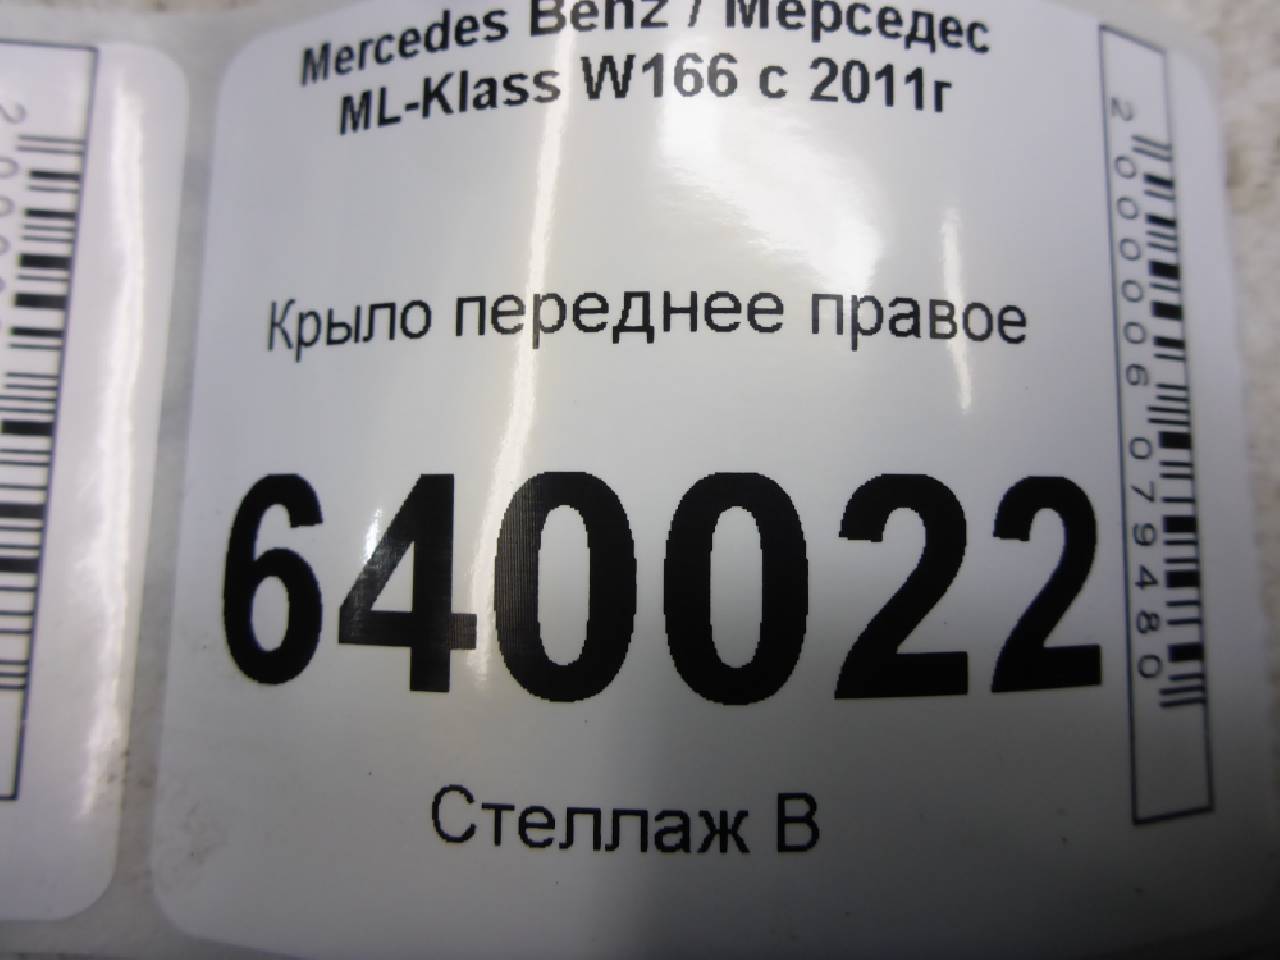 Mercedes Benz / Мерседес
ML-Klass W166 с 2011г
Крыло переднее правое
640022
Стеллаж В
2000006079480